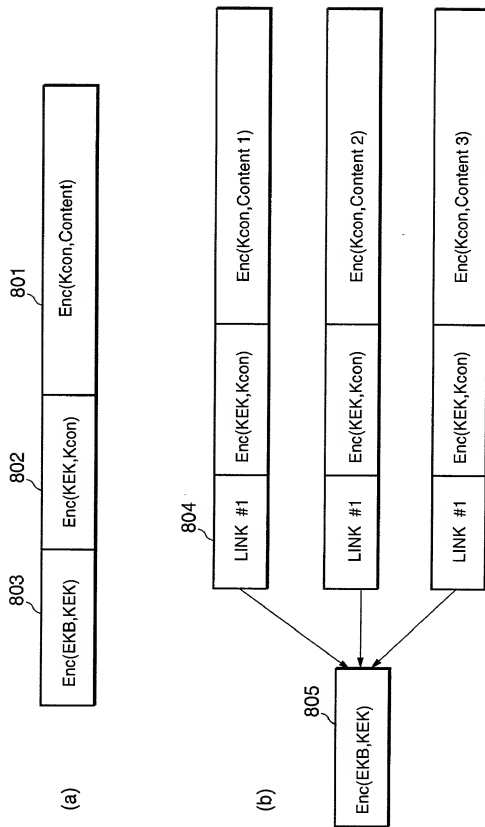 (a)
803
802
801
Enc(EKB,KEK)
Enc(KEK,Kcon)
Enc(Kcon,Content)
(b)
805
Enc(EKB,KEK)
804
LINK #1
Enc(KEK,Kcon)
Enc(Kcon,Content 1)
LINK #1
Enc(KEK,Kcon)
Enc(Kcon,Content 2)
LINK #1
Enc(KEK,Kcon)
Enc(Kcon,Content 3)